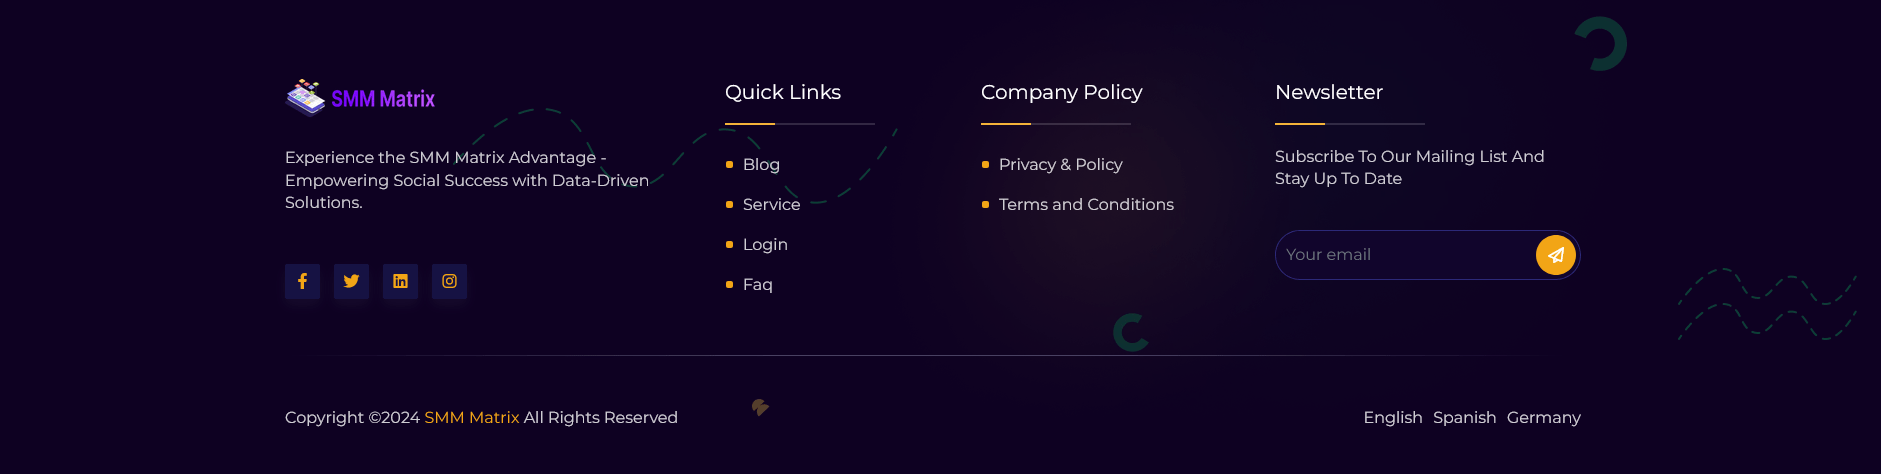 SMM Matrix
Experience the SMM Matrix Advantage -
Empowering Social Success with Data-Driven
Solutions.
Quick Links
Blog
Service
Login
Faq
Company Policy
Privacy & Policy
Terms and Conditions
Newsletter
Subscribe To Our Mailing List And
Stay Up To Date
Your email
Copyright ©2024 SMM Matrix All Rights Reserved
English Spanish Germany